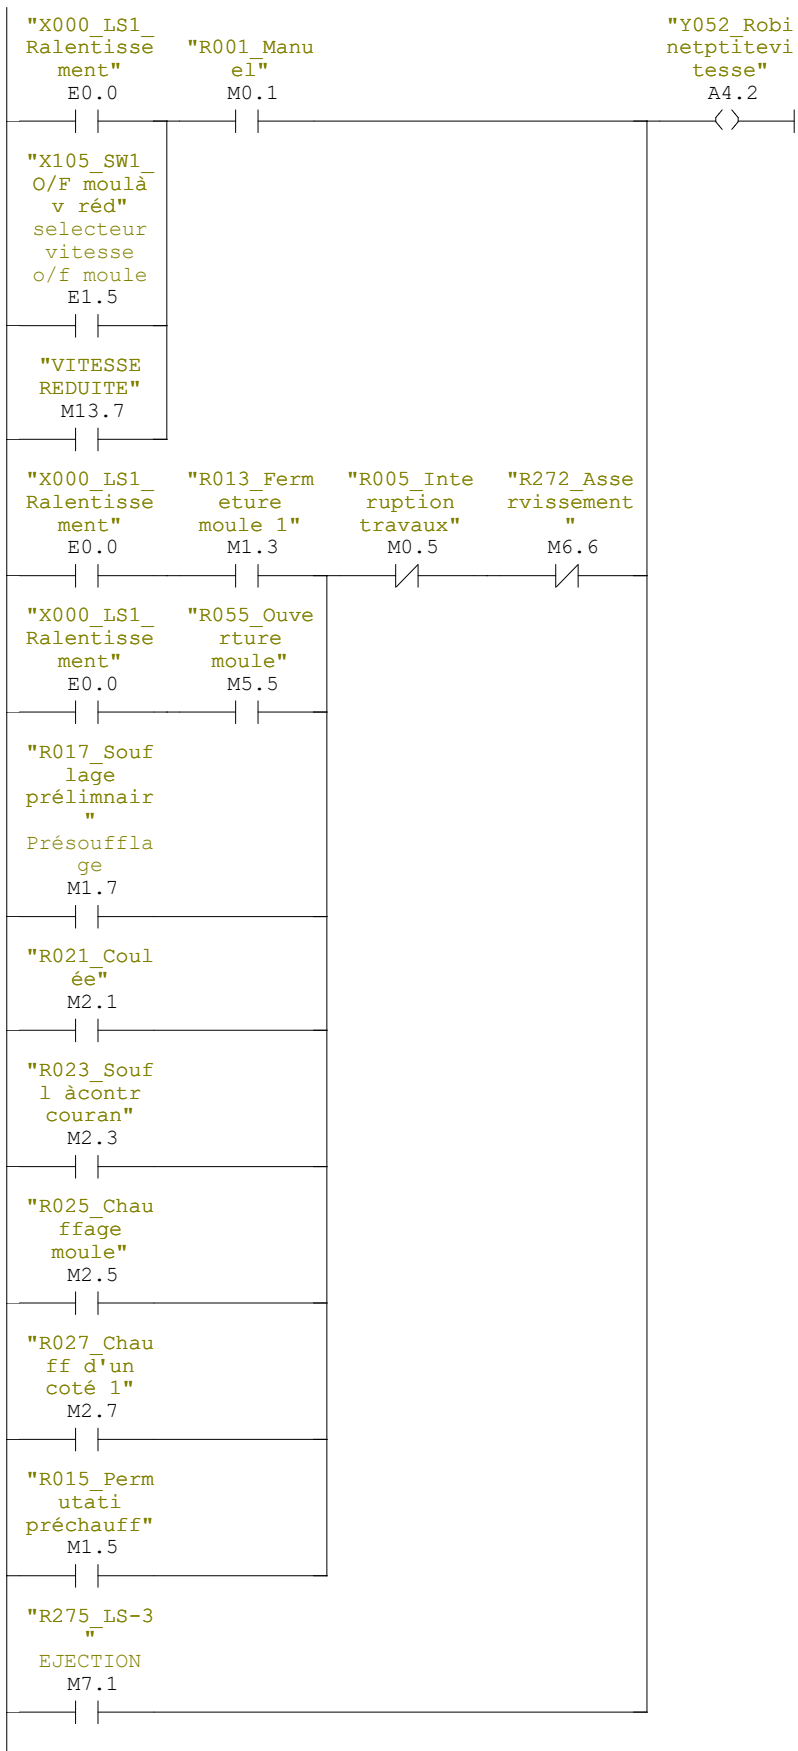 "X000_LS1_
Ralentisse
ment"
E0.0
"R001_Manu
el"
M0.1
"Y052_Robi
netptitevi
tesse"
A4.2
"X105_SW1_
O/F moulà
v réd"
selecteur
vitesse
o/f moule
E1.5
"VITESSE
REDUITE"
M13.7
"X000_LS1_
Ralentisse
ment"
E0.0
"R013_Ferm
eture
moule 1"
M1.3
"R005_Inte
ruption
travaux"
M0.5
"R272_Asse
rvissement
"
M6.6
"X000_LS1_
Ralentisse
ment"
E0.0
"R055_Ouve
rture
moule"
M5.5
"R017_Souf
lage
prélimnair
"
Présouffla
ge
M1.7
"R021_Coul
ée"
M2.1
"R023_Souf
l àcontr
couran"
M2.3
"R025_Chau
ffage
moule"
M2.5
"R027_Chau
ff d'un
coté 1"
M2.7
"R015_Perm
utati
préchauff"
M1.5
"R275_LS-3
"
EJECTION
M7.1